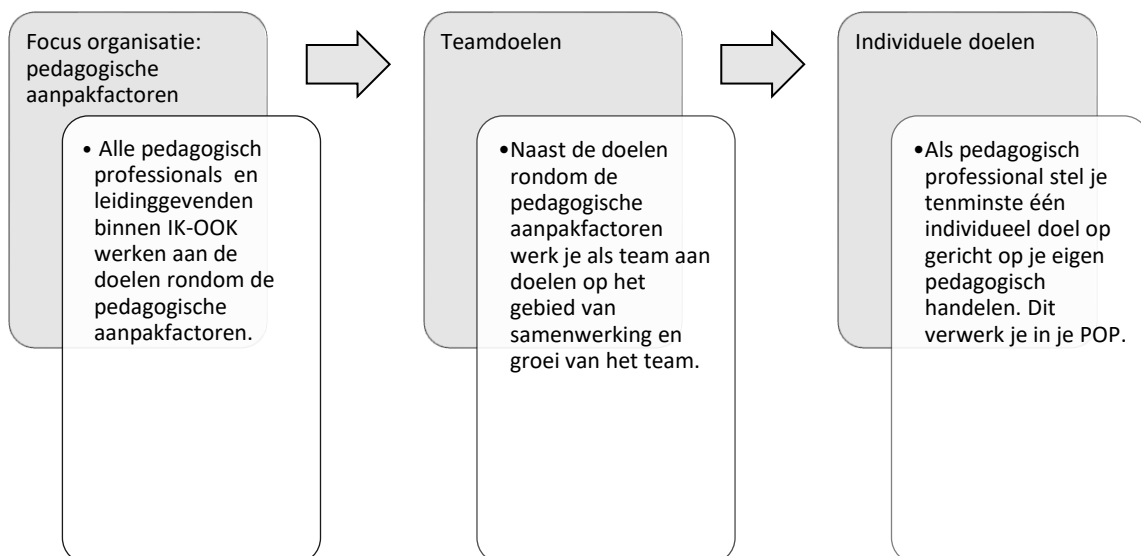 Focus organisatie:
pedagogische
aanpakfactoren
• Alle pedagogisch
professionals en
leidinggevenden
binnen IK-OOK
werken aan de
doelen rondom de
pedagogische
aanpakfactoren.
Teamdoelen
•Naast de doelen
rondom de
pedagogische
aanpakfactoren
werk je als team aan
doelen op het
gebied van
samenwerking en
groei van het team.
Individuele doelen
•Als pedagogisch
professional stel je
tenminste één
individueel doel op
gericht op je eigen
pedagogisch
handelen. Dit
verwerk je in je POP.